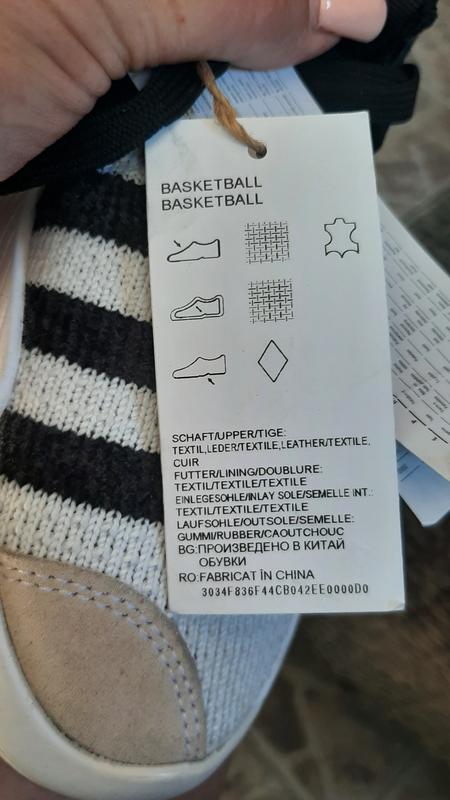 BASKETBALL
BASKETBALL
SCHAFT/UPPER/TIGE:
TEXTIL,LEDER/TEXTILE,LEATHER/TEXTILE,
CUIR
FUTTER/LINING/DOUBLURE:
TEXTIL/TEXTILE/TEXTILE
EINLEGESOHLE/INLAY SOLE/SEMELLE INT.:
TEXTIL/TEXTILE/TEXTILE
LAUFSOHLE/OUTSOLE/SEMELLE:
GUMMI/RUBBER/CAOUTCHOUC
BG:ПРОИЗВЕДЕНО В КИТАЙ
ОБУВКИ
RO:FABRICAT ÎN CHINA
3034F836F44CB042EE0000D0